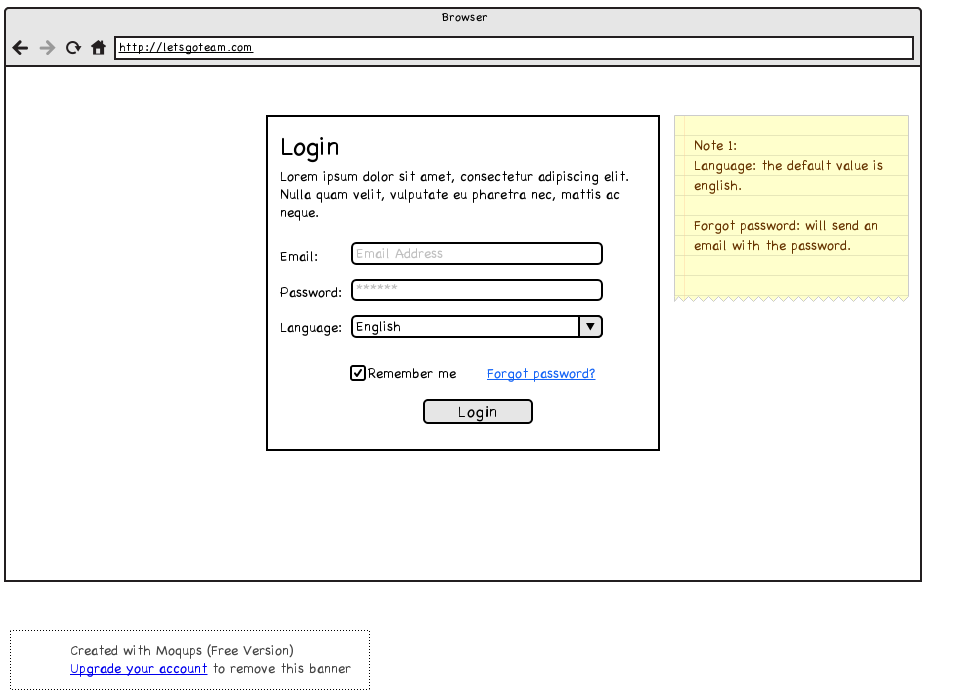 Browser
http://letsgoteam.com
Login
Lorem ipsum dolor sit amet, consectetur adipiscing elit.
Nulla quam velit, vulputate eu pharetra nec, mattis ac
neque.
Email: Email Address
Password: ******
Language: English
Remember me Forgot password?
Login
Note 1:
Language: the default value is
english.
Forgot password: will send an
email with the password.
Created with Moqups (Free Version)
Upgrade your account to remove this banner